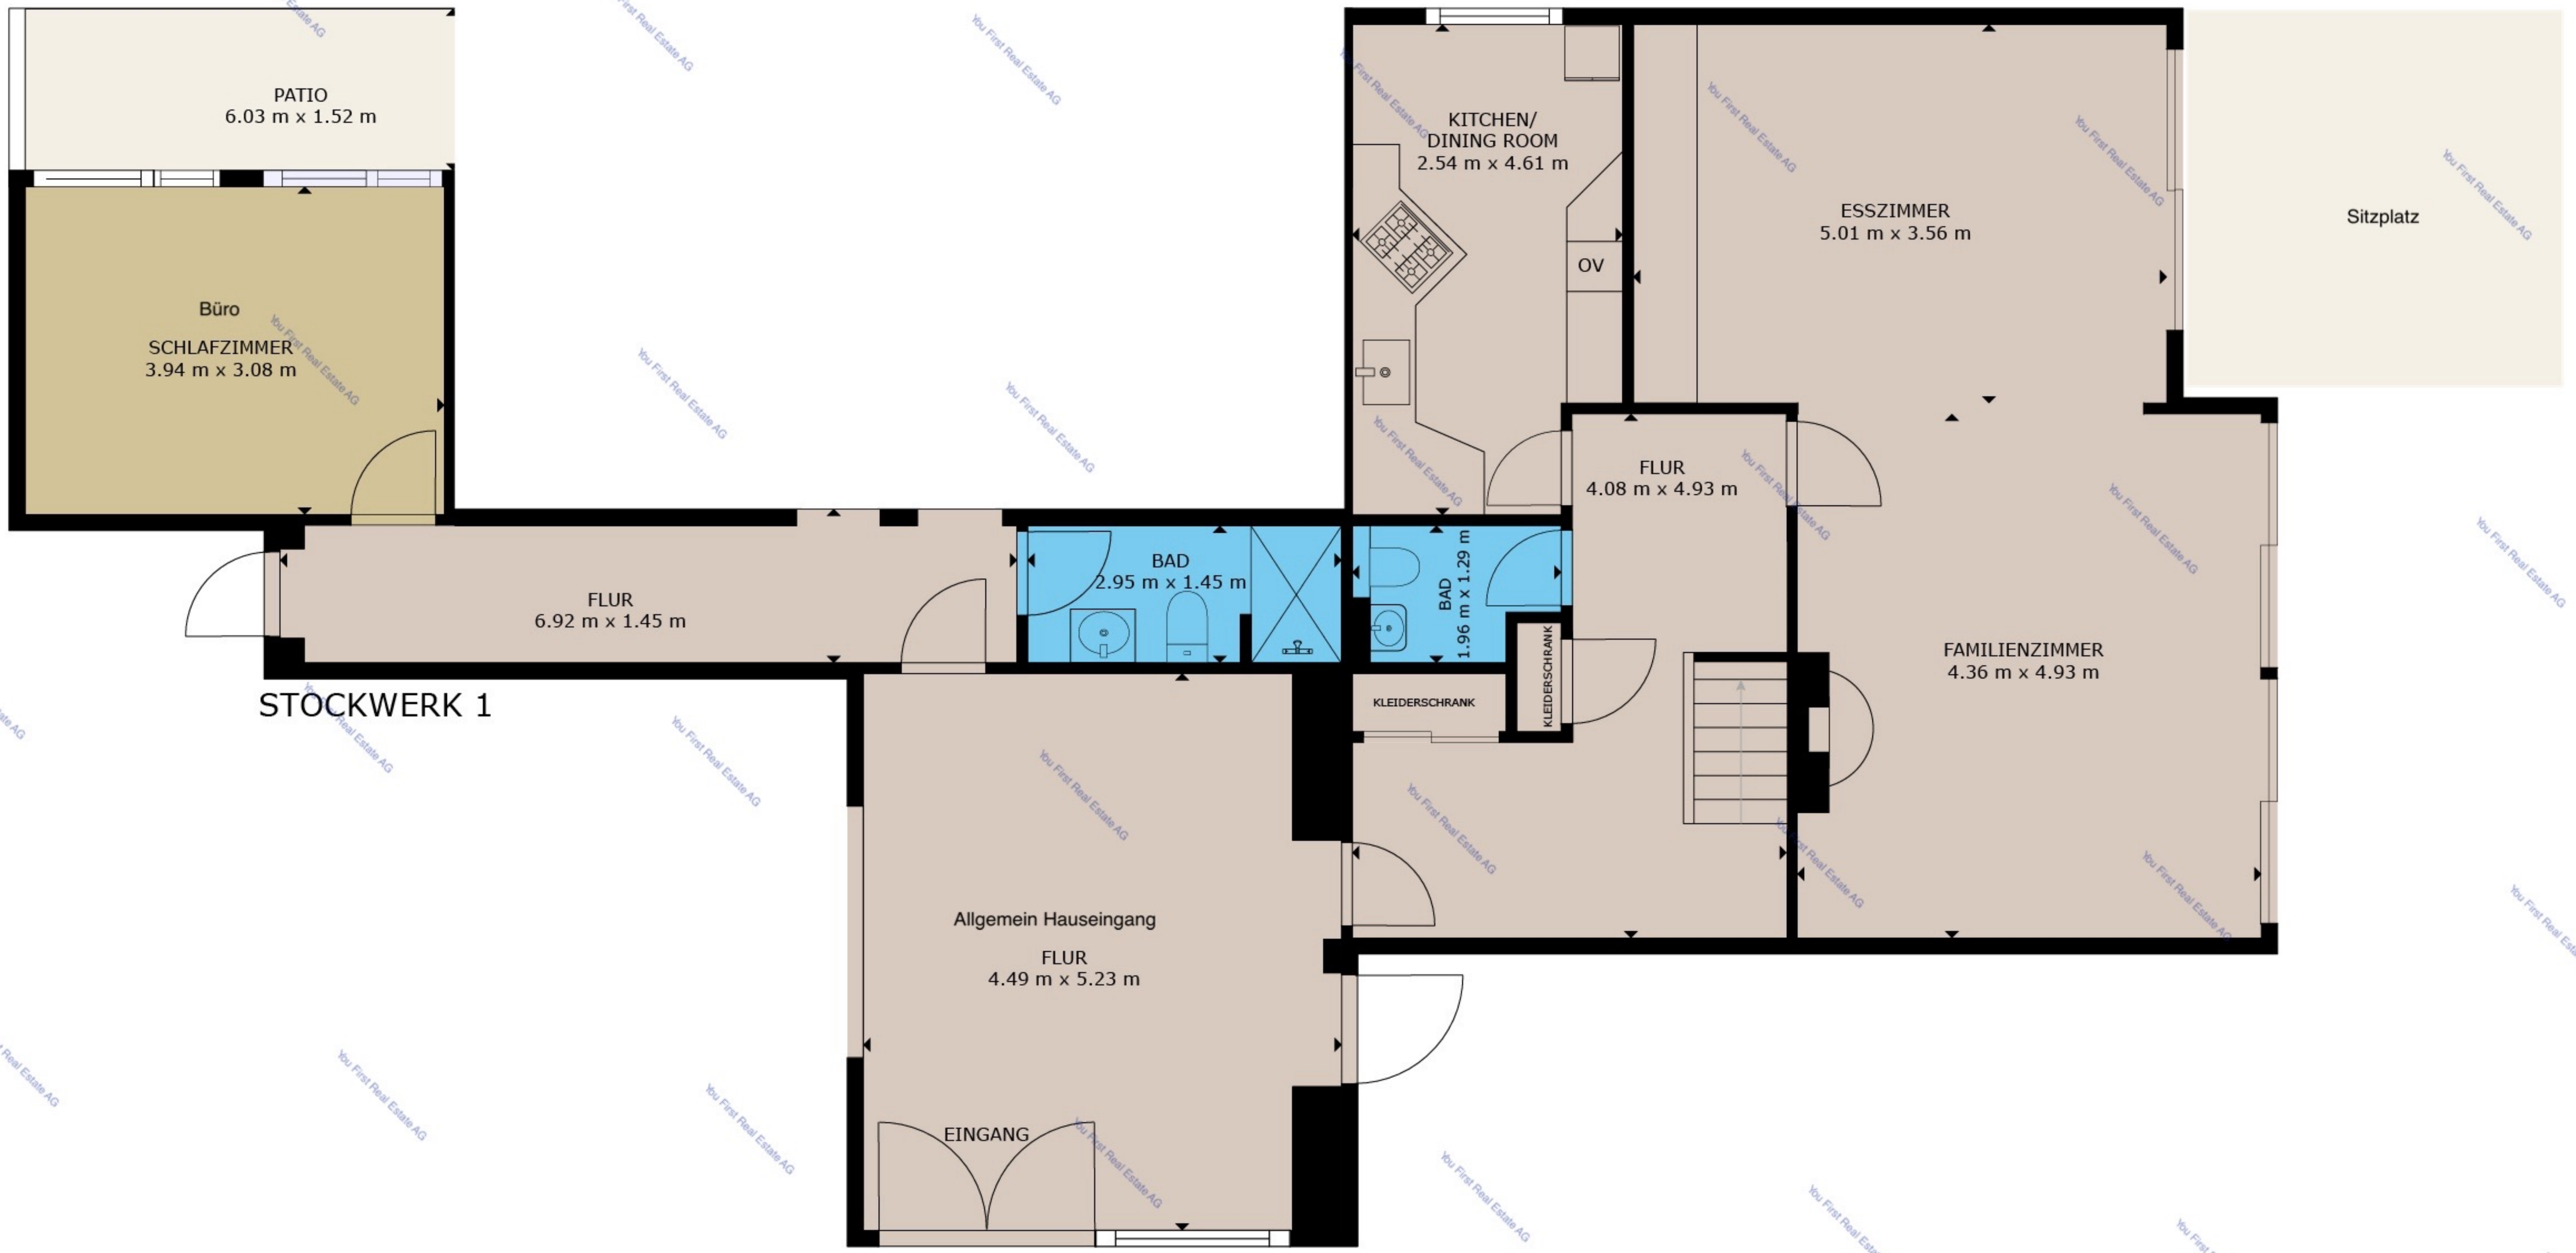 PATIO
6.03 m x 1.52 m
Büro
SCHLAFZIMMER
3.94 m x 3.08 m
KITCHEN/
DINING ROOM
2.54 m x 4.61 m
OV
ESSZIMMER
5.01 m x 3.56 m
Sitzplatz
FLUR
4.08 m x 4.93 m
FLUR
6.92 m x 1.45 m
BAD
2.95 m x 1.45 m
BAD
1.96 m x 1.29 m
KLEIDERSCHRANK
KLEIDERSCHRANK
FAMILIENZIMMER
4.36 m x 4.93 m
STOCKWERK 1
Allgemein Hauseingang
FLUR
4.49 m x 5.23 m
EINGANG
You First Real Estate AG